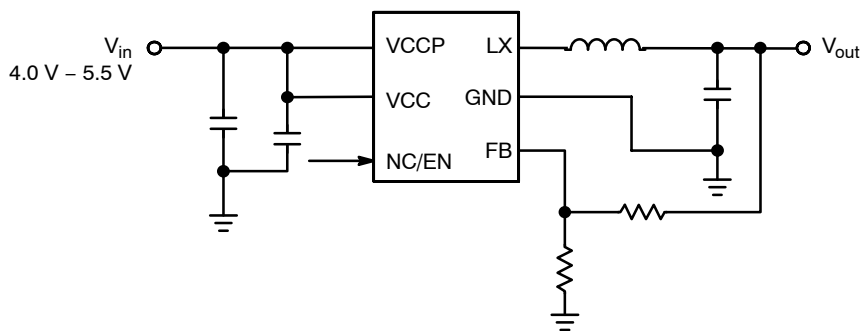 V_in
4.0 V – 5.5 V
VCCP
VCC
NC/EN
LX
GND
FB
V_out